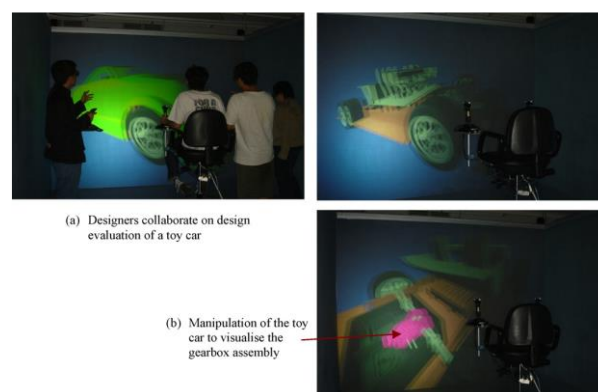 (a) Designers collaborate on design
evaluation of a toy car
(b) Manipulation of the toy
car to visualise the
gearbox assembly